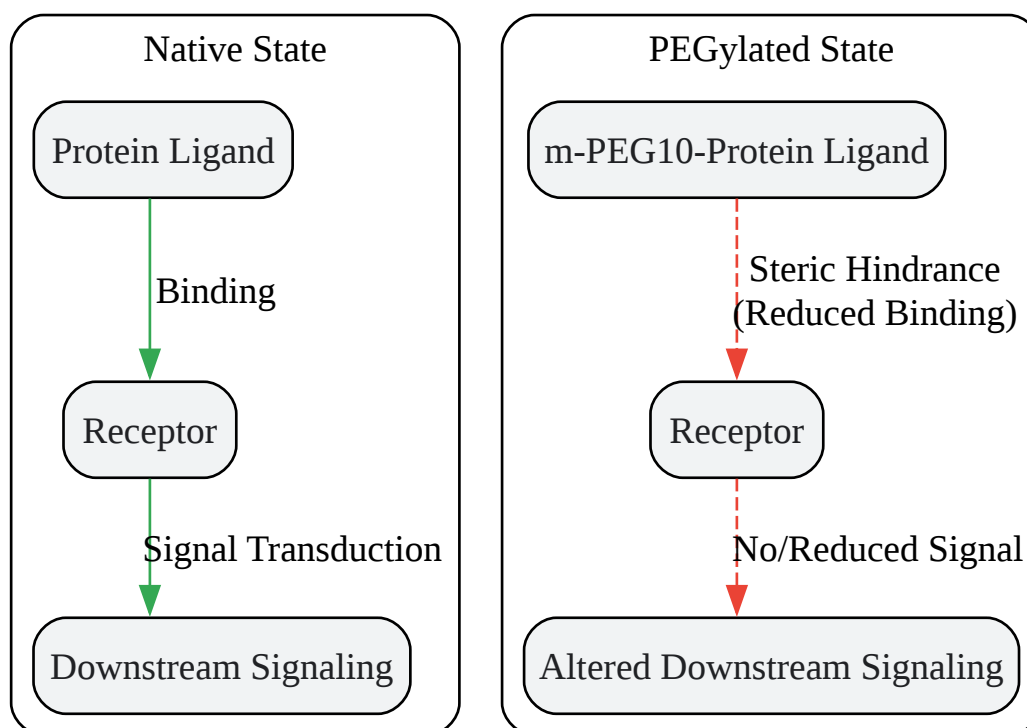 Native State
Protein Ligand
Binding
Receptor
Signal Transduction
Downstream Signaling
PEGylated State
m-PEG10-Protein Ligand
Steric Hindrance
(Reduced Binding)
Receptor
No/Reduced Signal
Altered Downstream Signaling